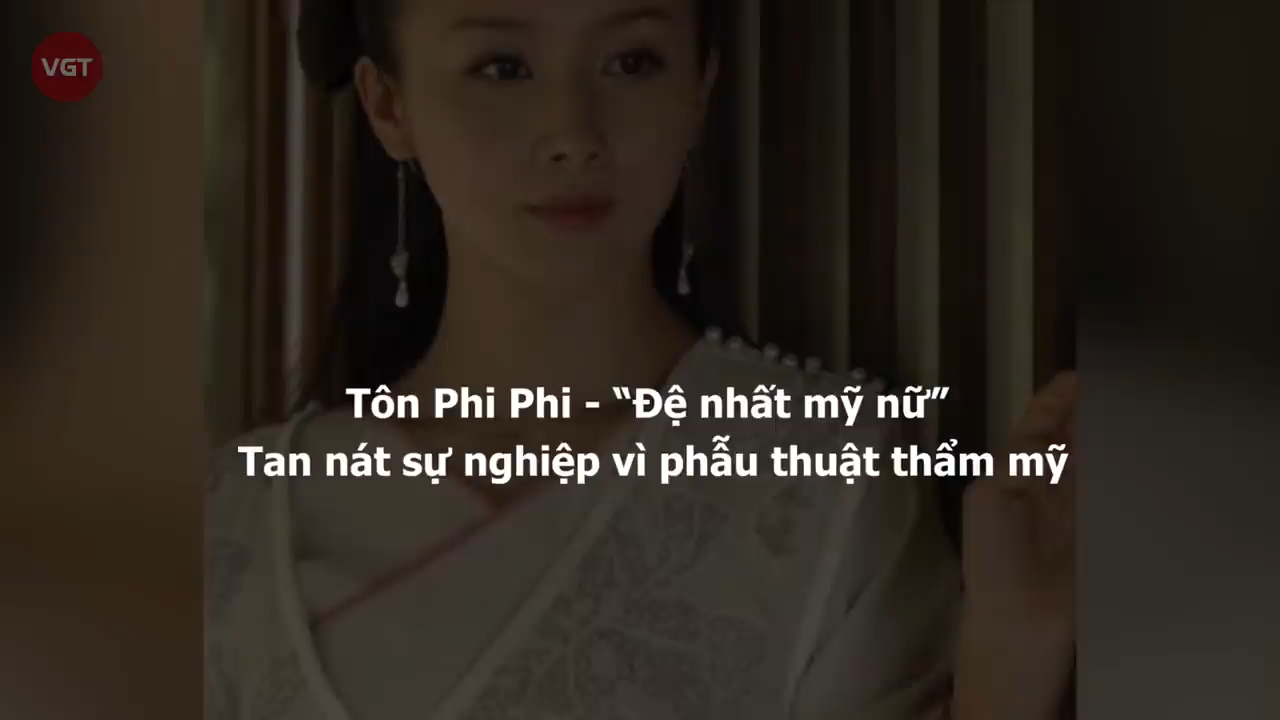 VGT
Tôn Phi Phi - “Đệ nhất mỹ nữ”
Tan nát sự nghiệp vì phẫu thuật thẩm mỹ